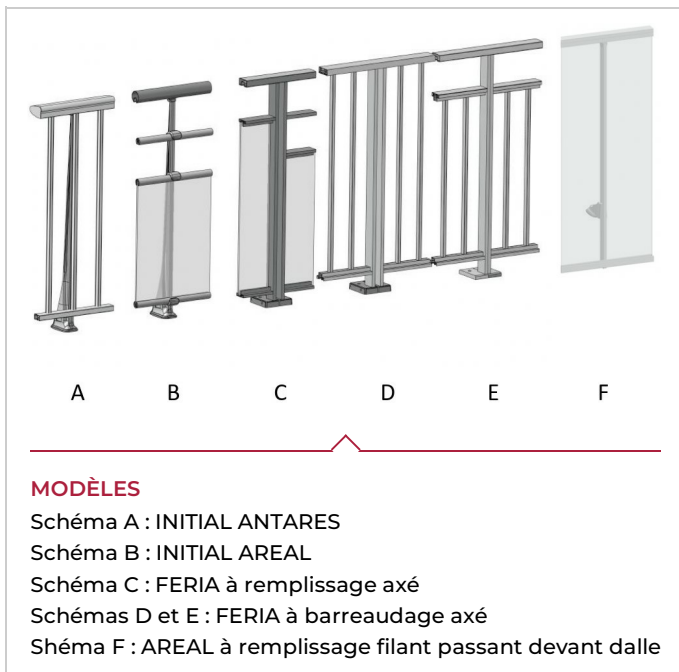 A B C D E F
MODÈLES
Schéma A : INITIAL ANTARES
Schéma B : INITIAL AREAL
Schéma C : FERIA à remplissage axé
Schémas D et E : FERIA à barreaudage axé
Shéma F : AREAL à remplissage filant passant devant dalle